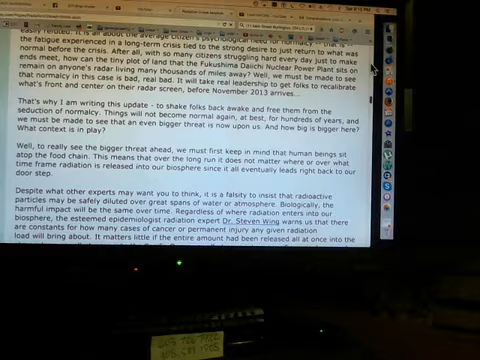 the fatigue experienced in a long-term crisis tied to the strong desire to just return to what was
normal before the crisis. After all, with so many citizens struggling hard every day just to make
ends meet, how can the tiny plot of land that the Fukushima Daiichi Nuclear Power Plant sits on
remain on anyone's radar living many thousands of miles away? Well, we must be made to see
that normalcy in this case is bad, real bad. It will take real leadership to get folks to recalibrate
what's front and center on their radar screen, before November 2013 arrives...
That's why I am writing this update - to shake folks back awake and free them from the
seduction of normalcy. Things will not become normal again, at best, for hundreds of years, and
we must be made to see that an even bigger threat is now upon us. And how big is bigger here?
What context is in play?
Well, to really see the bigger threat ahead, we must first keep in mind that human beings sit
atop the food chain. This means that over the long run it does not matter where or over what
time frame radiation is released into our biosphere since it all eventually leads right back to our
door step.
Despite what other experts may want you to think, it is a falsity to insist that radioactive
particles may be safely diluted over great spans of water or atmosphere. Biologically, the
harmful impact will be the same over time. Regardless of where radiation enters into our
biosphere, the esteemed epidemiologist radiation expert Dr. Steven Wing warns us that there
are constants for how many cases of cancer or permanent injury any given radiation
load will bring about. It matters little if the entire amount had been released all at once into the